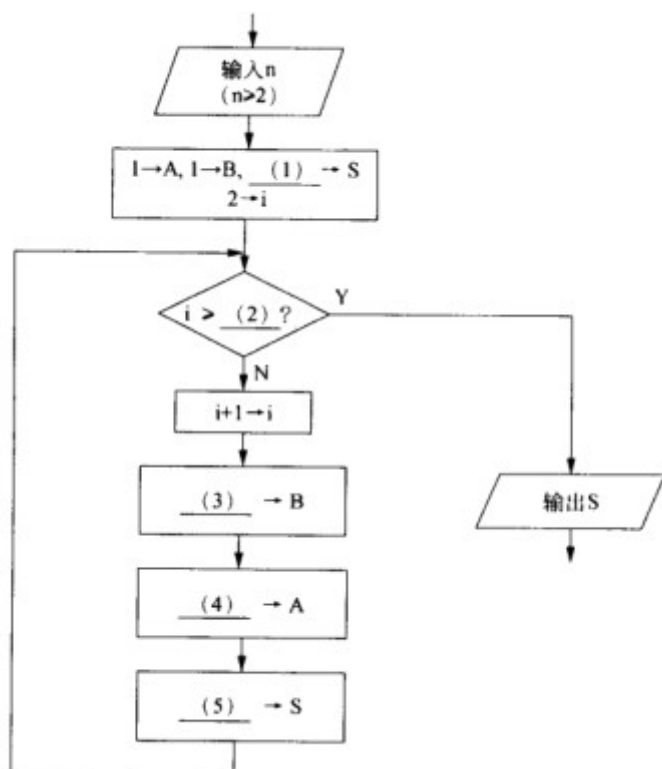 输入n
(n≥2)
1→A, 1→B, (1) → S
2→i
i ≥ (2) ?
Y
N
i+1→i
(3) → B
输出S
(4) → A
(5) → S